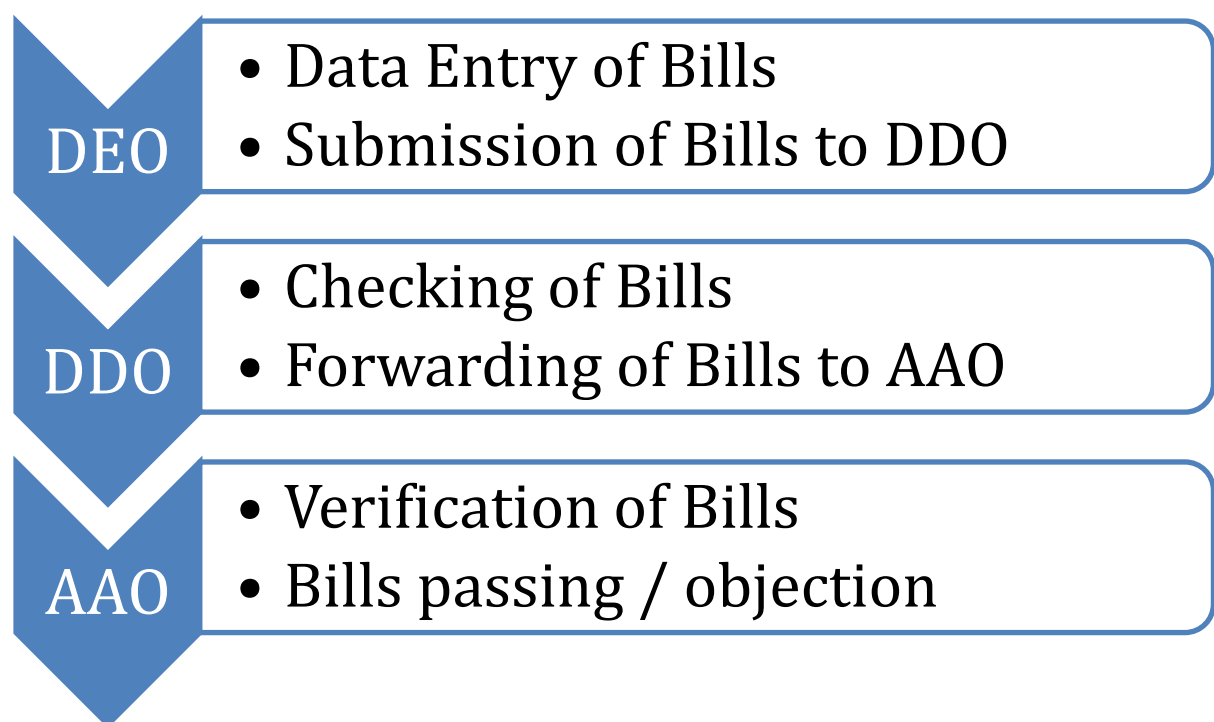 DEO
• Data Entry of Bills
• Submission of Bills to DDO
DDO
• Checking of Bills
• Forwarding of Bills to AAO
AAO
• Verification of Bills
• Bills passing / objection